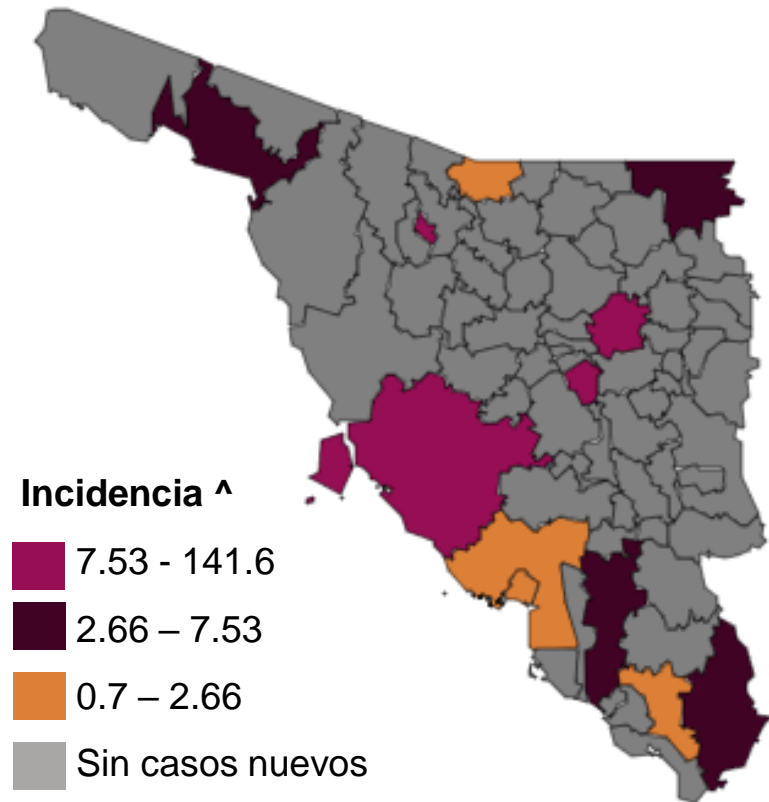 Incidencia ^
7.53 - 141.6
2.66 – 7.53
0.7 – 2.66
Sin casos nuevos